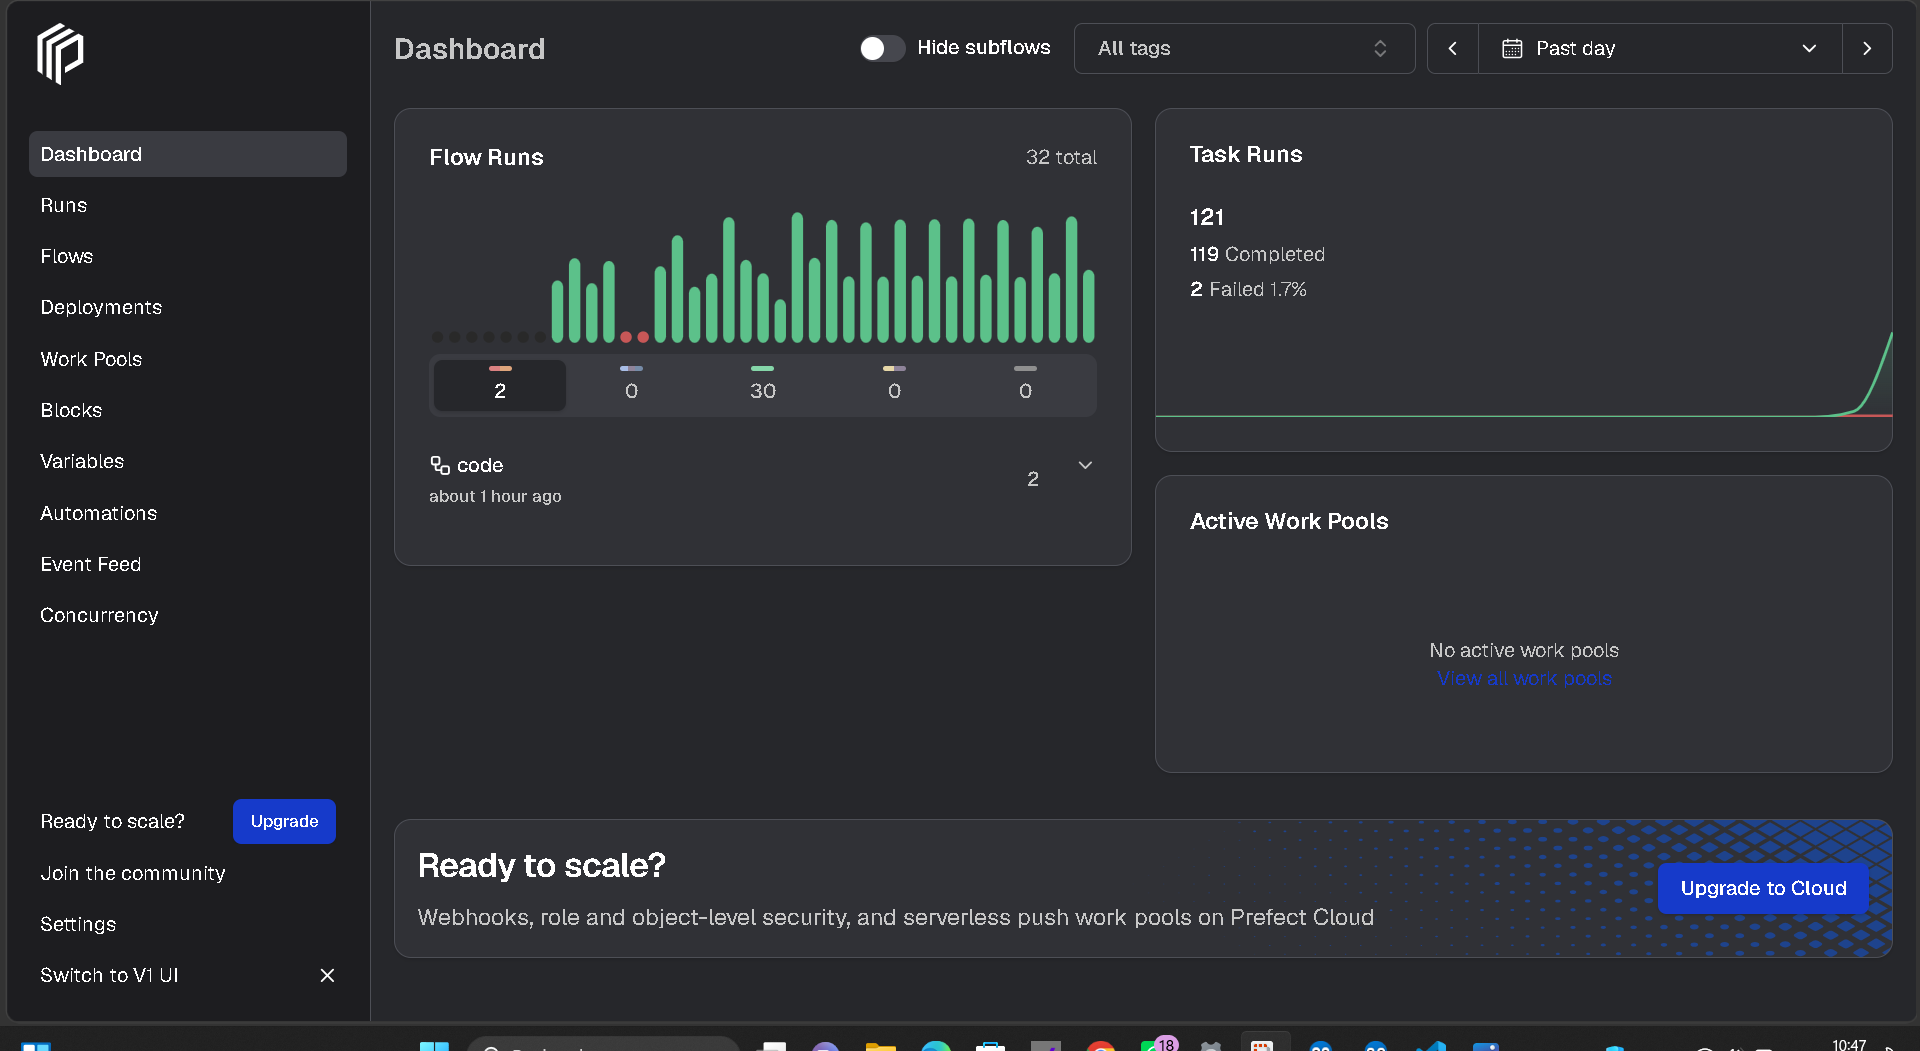 Dashboard
Hide subflows
All tags
Past day
Dashboard
Runs
Flows
Deployments
Work Pools
Blocks
Variables
Automations
Event Feed
Concurrency
Flow Runs
32 total
2
0
30
0
0
code
about 1 hour ago
2
Task Runs
121
119 Completed
2 Failed 1.7%
Active Work Pools
No active work pools
View all work pools
Ready to scale?
Upgrade
Join the community
Settings
Switch to V1 UI
Ready to scale?
Webhooks, role and object-level security, and serverless push work pools on Prefect Cloud
Upgrade to Cloud
18
10:47